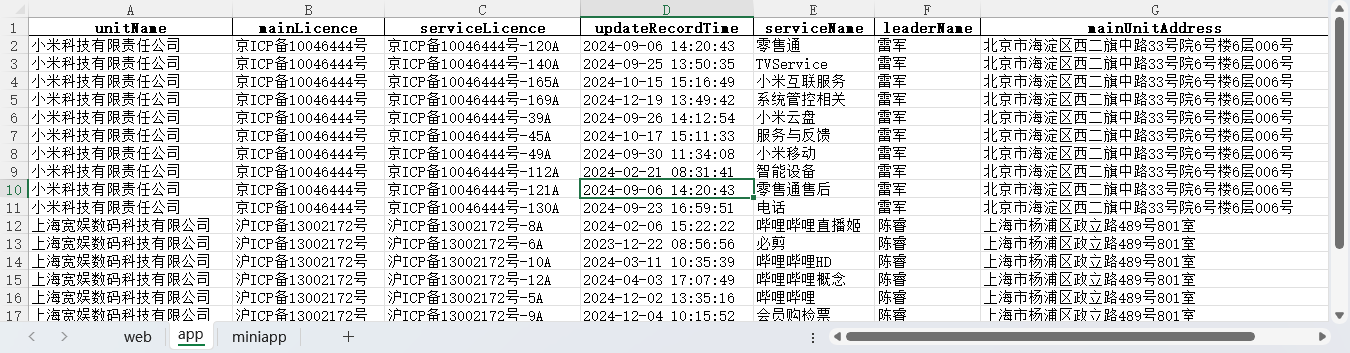 A B C D E F G
1 unitName mainLicence serviceLicence updateRecordTime serviceName leaderName mainUnitAddress
2 小米科技有限责任公司 京ICP备10046444号 京ICP备10046444号-120A 2024-09-06 14:20:43 零售通 雷军 北京市海淀区西二旗中路33号院6号楼6层006号
3 小米科技有限责任公司 京ICP备10046444号 京ICP备10046444号-140A 2024-09-25 13:50:35 TVService 雷军 北京市海淀区西二旗中路33号院6号楼6层006号
4 小米科技有限责任公司 京ICP备10046444号 京ICP备10046444号-165A 2024-10-15 15:16:49 小米互联服务 雷军 北京市海淀区西二旗中路33号院6号楼6层006号
5 小米科技有限责任公司 京ICP备10046444号 京ICP备10046444号-169A 2024-12-19 13:49:42 系统管控相关 雷军 北京市海淀区西二旗中路33号院6号楼6层006号
6 小米科技有限责任公司 京ICP备10046444号 京ICP备10046444号-39A 2024-09-26 14:12:54 小米云盘 雷军 北京市海淀区西二旗中路33号院6号楼6层006号
7 小米科技有限责任公司 京ICP备10046444号 京ICP备10046444号-45A 2024-10-17 15:11:33 服务与反馈 雷军 北京市海淀区西二旗中路33号院6号楼6层006号
8 小米科技有限责任公司 京ICP备10046444号 京ICP备10046444号-49A 2024-09-30 11:34:08 小米移动 雷军 北京市海淀区西二旗中路33号院6号楼6层006号
9 小米科技有限责任公司 京ICP备10046444号 京ICP备10046444号-112A 2024-02-21 08:31:41 智能设备 雷军 北京市海淀区西二旗中路33号院6号楼6层006号
10 小米科技有限责任公司 京ICP备10046444号 京ICP备10046444号-121A 2024-09-06 14:20:43 零售通售后 雷军 北京市海淀区西二旗中路33号院6号楼6层006号
11 小米科技有限责任公司 京ICP备10046444号 京ICP备10046444号-130A 2024-09-23 16:59:51 电话 雷军 北京市海淀区西二旗中路33号院6号楼6层006号
12 上海宽娱数码科技有限公司 沪ICP备13002172号 沪ICP备13002172号-8A 2024-02-06 15:22:22 哔哩哔哩直播姬 陈睿 上海市杨浦区政立路489号801室
13 上海宽娱数码科技有限公司 沪ICP备13002172号 沪ICP备13002172号-6A 2023-12-22 08:56:56 必剪 陈睿 上海市杨浦区政立路489号801室
14 上海宽娱数码科技有限公司 沪ICP备13002172号 沪ICP备13002172号-10A 2024-03-11 10:35:39 哔哩哔哩HD 陈睿 上海市杨浦区政立路489号801室
15 上海宽娱数码科技有限公司 沪ICP备13002172号 沪ICP备13002172号-12A 2024-04-03 17:07:49 哔哩哔哩概念 陈睿 上海市杨浦区政立路489号801室
16 上海宽娱数码科技有限公司 沪ICP备13002172号 沪ICP备13002172号-5A 2024-12-02 13:35:16 哔哩哔哩 陈睿 上海市杨浦区政立路489号801室
17 上海宽娱数码科技有限公司 沪ICP备13002172号 沪ICP备13002172号-9A 2024-12-04 10:15:52 会员购检票 陈睿 上海市杨浦区政立路489号801室
web app miniapp